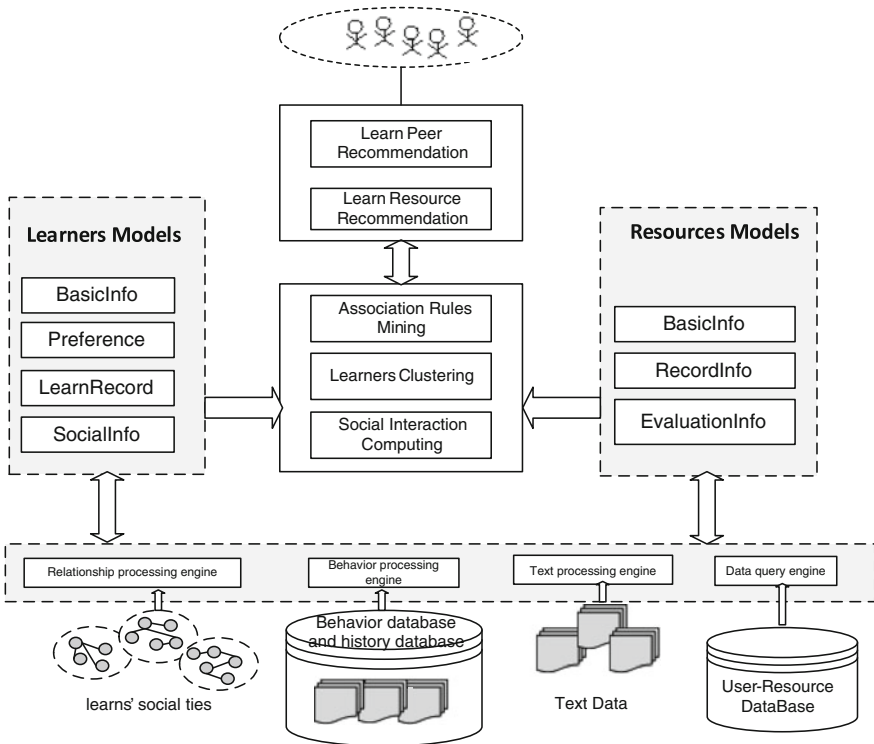 Learn Peer
Recommendation
Learn Resource
Recommendation
Learners Models
BasicInfo
Preference
LearnRecord
SocialInfo
Association Rules
Mining
Learners Clustering
Social Interaction
Computing
Resources Models
BasicInfo
RecordInfo
EvaluationInfo
Relationship processing engine
Behavior processing
engine
Text processing engine
Data query engine
learns' social ties
Behavior database
and history database
Text Data
User-Resource
DataBase